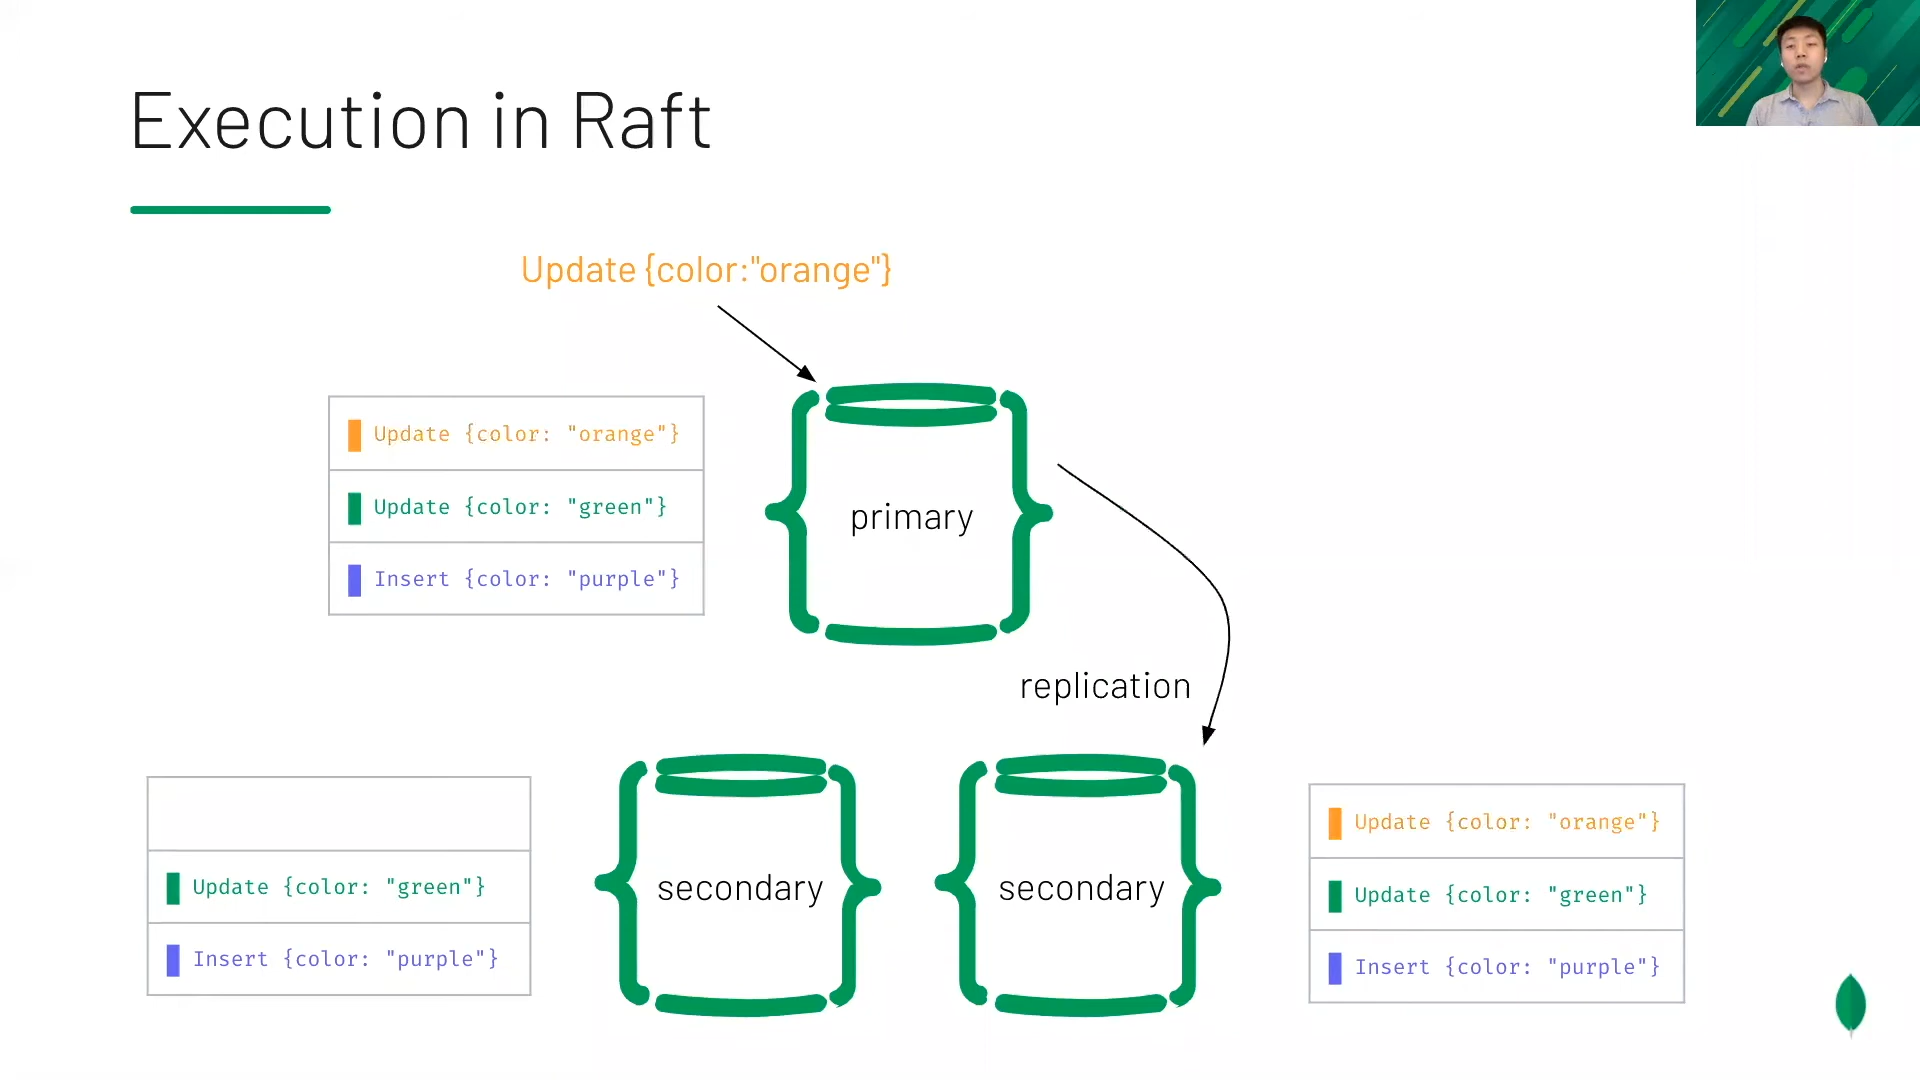 Execution in Raft
Update {color:"orange"}
Update {color: "orange"}
Update {color: "green"}
Insert {color: "purple"}
primary
replication
Update {color: "green"}
Insert {color: "purple"}
secondary
secondary
Update {color: "orange"}
Update {color: "green"}
Insert {color: "purple"}